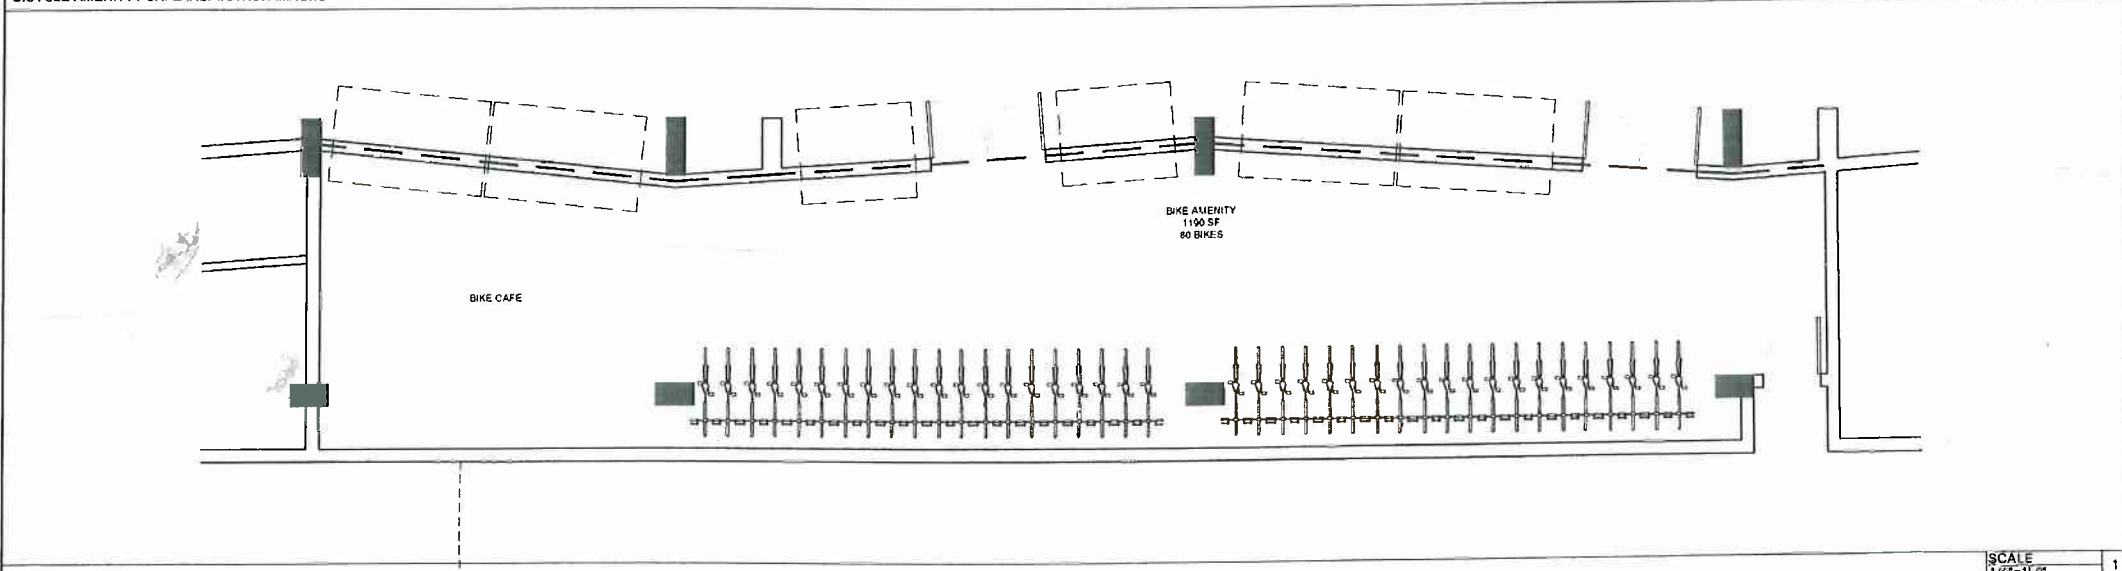 BIKE AMENITY
1190 SF
80 BIKES
BIKE CAFE
SCALE
1